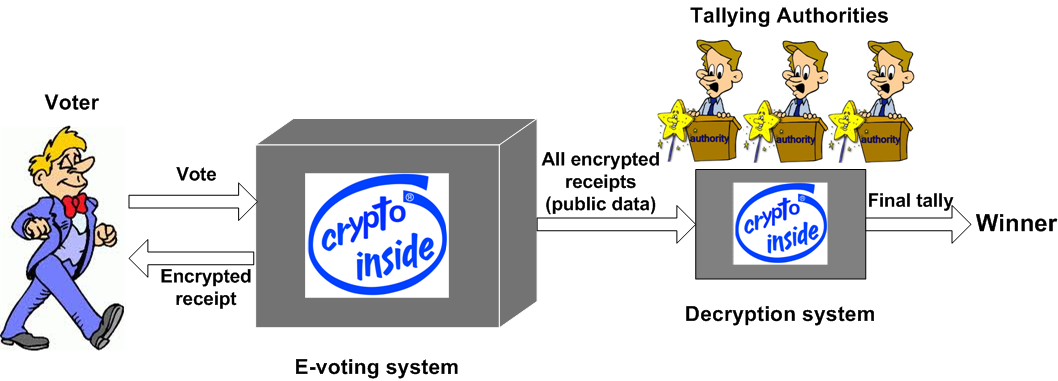 Tallying Authorities
authority
authority
authority
Voter
Vote
Encrypted
receipt
crypto®
inside
E-voting system
All encrypted
receipts
(public data)
crypto®
inside
Decryption system
Final tally
Winner